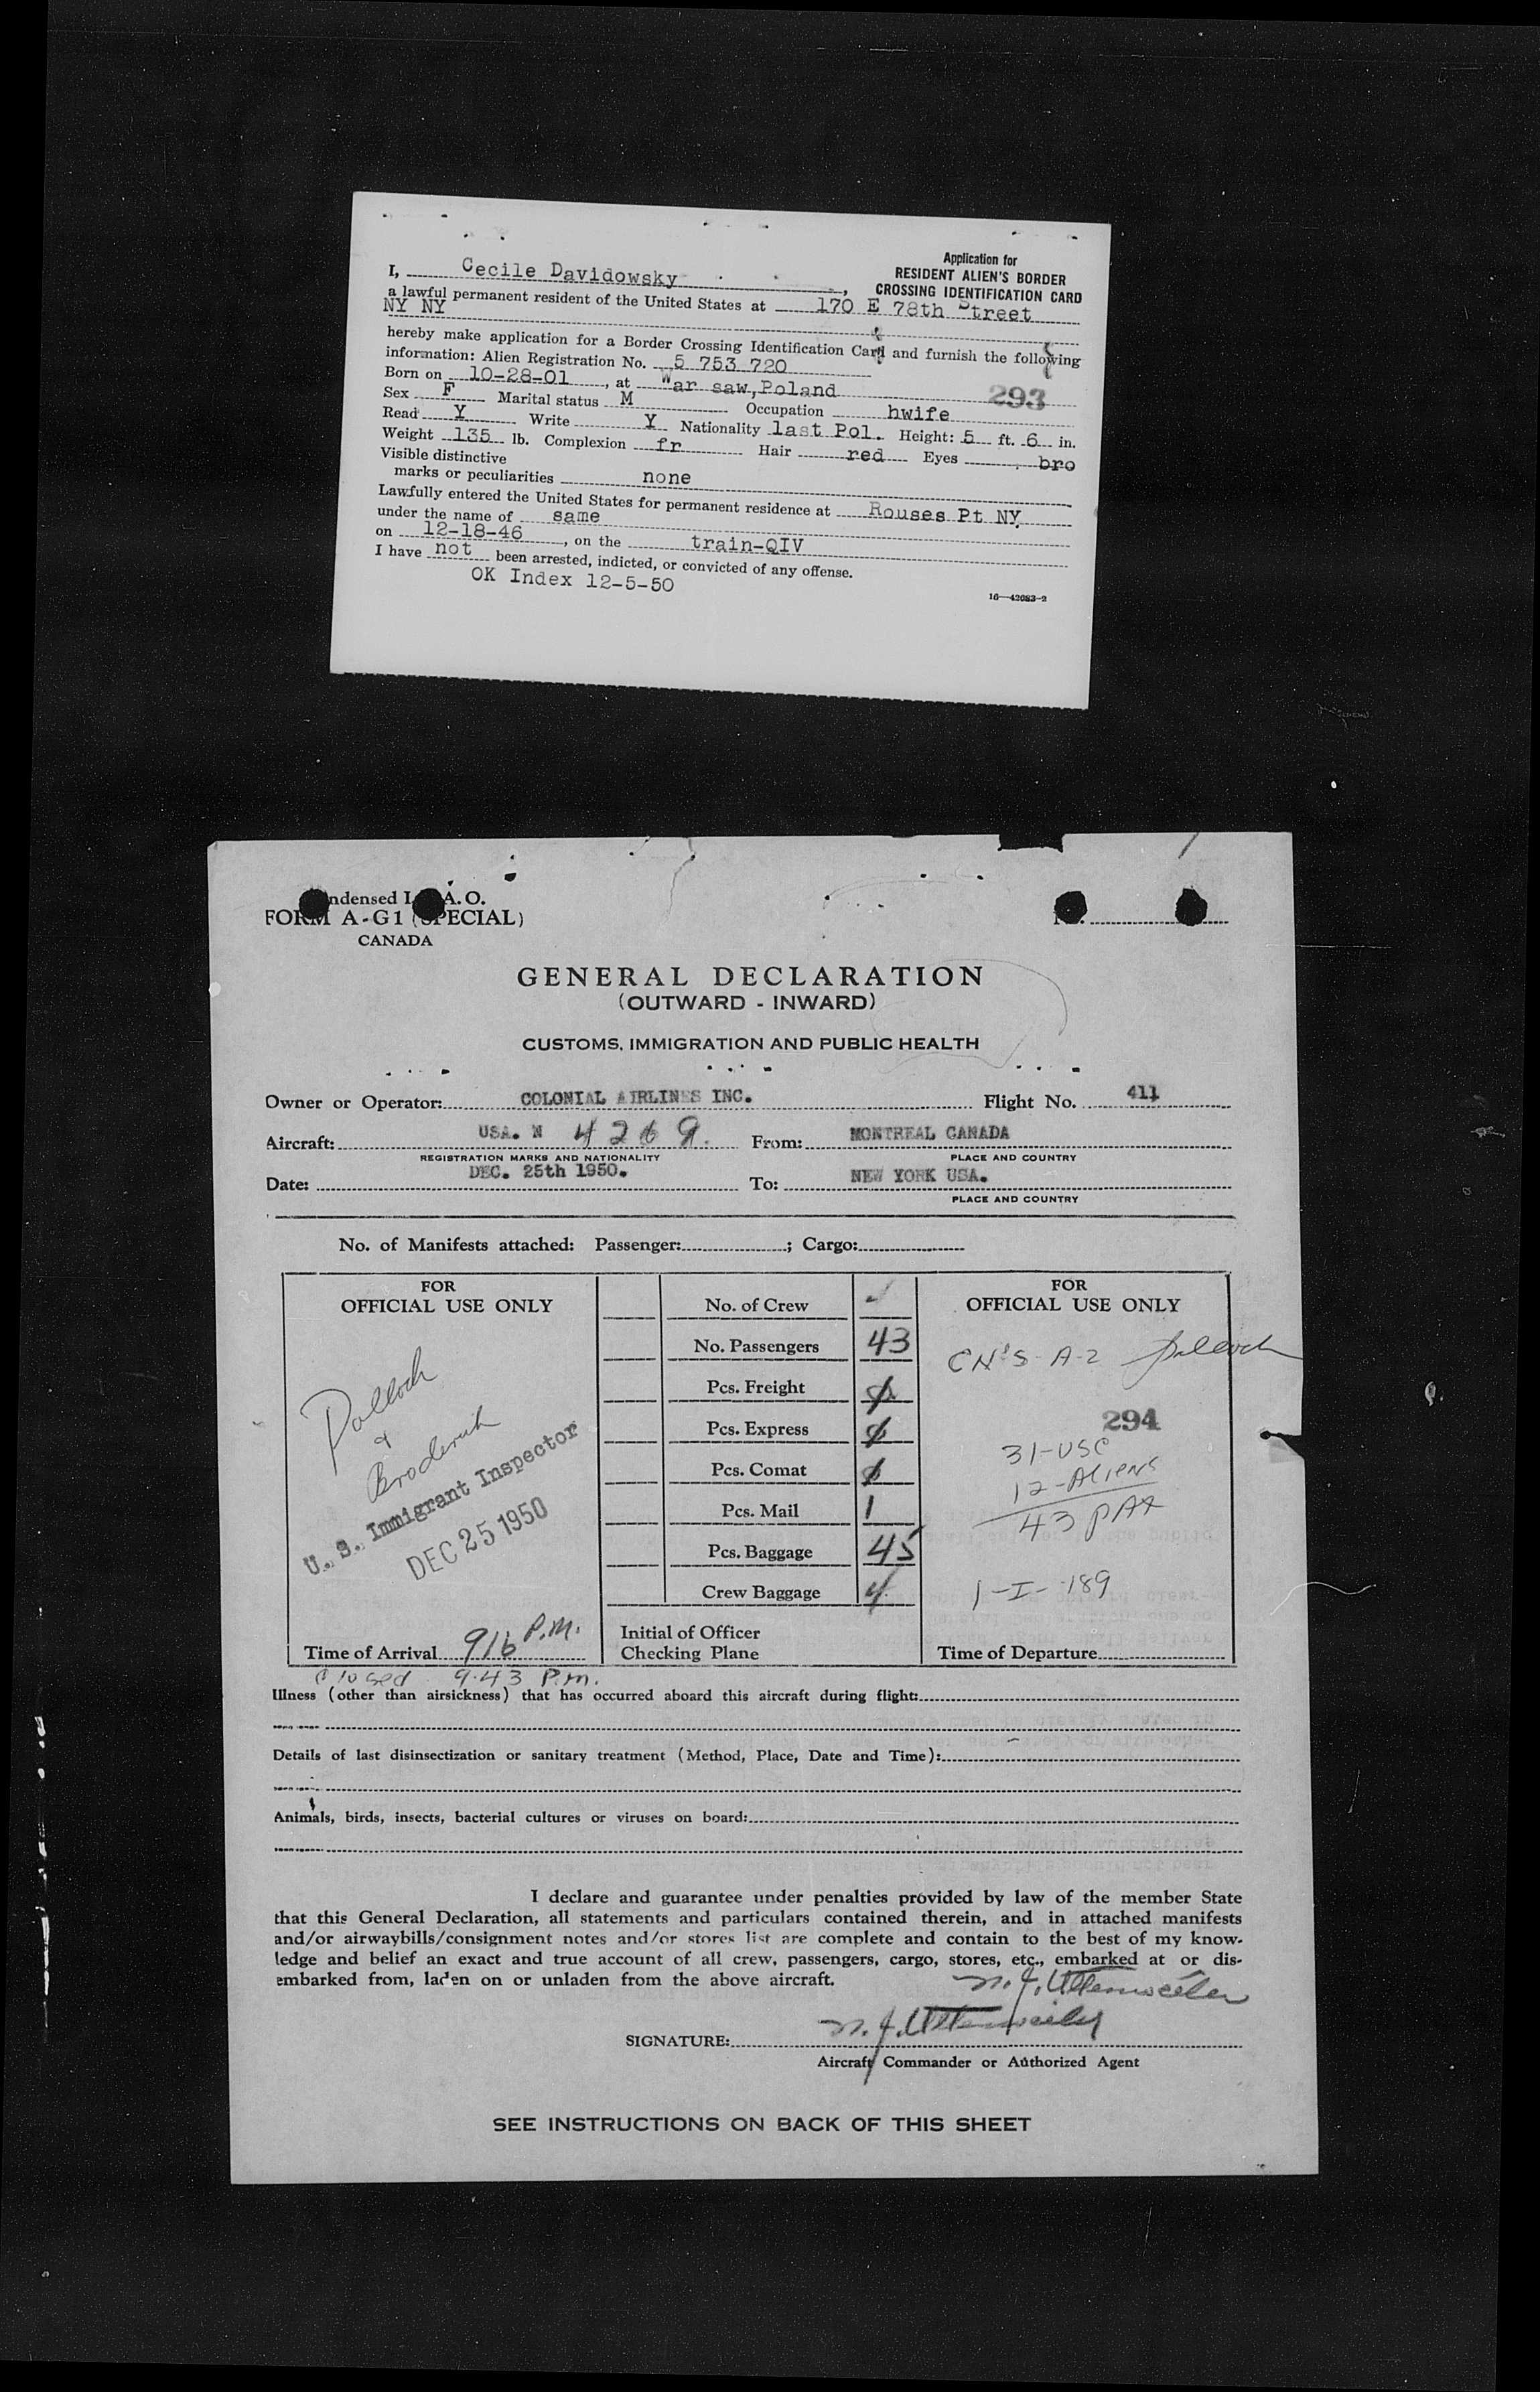 Application for
RESIDENT ALIEN'S BORDER
CROSSING IDENTIFICATION CARD
I, Cecile Davidowsky,
a lawful permanent resident of the United States at 170 E 78th Street
NY NY
hereby make application for a Border Crossing Identification Card and furnish the following
information: Alien Registration No. 5 753 720
Born on 10-28-01, at War saw, Poland
293
Sex F Marital status M Occupation hwife
Read Y Write Y Nationality last Pol. Height: 5 ft. 6 in.
Weight 135 lb. Complexion fr Hair red Eyes bro
Visible distinctive
marks or peculiarities none
Lawfully entered the United States for permanent residence at Rouses Pt NY
under the name of same
on 12-18-46, on the train-QIV
I have not been arrested, indicted, or convicted of any offense.
OK Index 12-5-50
16—42083-2
ndensed I. A. O.
FORM A-G1 (SPECIAL)
CANADA
GENERAL DECLARATION
(OUTWARD - INWARD)
CUSTOMS, IMMIGRATION AND PUBLIC HEALTH
Owner or Operator: COLONIAL AIRLINES INC. Flight No. 411
Aircraft: USA. N 4269. From: MONTREAL CANADA
REGISTRATION MARKS AND NATIONALITY PLACE AND COUNTRY
Date: DEC. 25th 1950. To: NEW YORK USA.
PLACE AND COUNTRY
No. of Manifests attached: Passenger: ; Cargo:
FOR
OFFICIAL USE ONLY
Pollock
&
Broderick
U. S. Immigrant Inspector
DEC 25 1950
Time of Arrival 916 P.M.
Closed 9.43 P.m.
No. of Crew
No. Passengers 43
Pcs. Freight ∅
Pcs. Express ∅
Pcs. Comat ∅
Pcs. Mail 1
Pcs. Baggage 45
Crew Baggage 4
Initial of Officer
Checking Plane
FOR
OFFICIAL USE ONLY
CN'S - A-2 Pollock
294
31-USC
12-Aliens
43 PAX
1-I-189
Time of Departure
Illness (other than airsickness) that has occurred aboard this aircraft during flight:
Details of last disinsectization or sanitary treatment (Method, Place, Date and Time):
Animals, birds, insects, bacterial cultures or viruses on board:
I declare and guarantee under penalties provided by law of the member State
that this General Declaration, all statements and particulars contained therein, and in attached manifests
and/or airwaybills/consignment notes and/or stores list are complete and contain to the best of my know-
ledge and belief an exact and true account of all crew, passengers, cargo, stores, etc., embarked at or dis-
embarked from, laden on or unladen from the above aircraft.
SIGNATURE:
Aircraft Commander or Authorized Agent
SEE INSTRUCTIONS ON BACK OF THIS SHEET